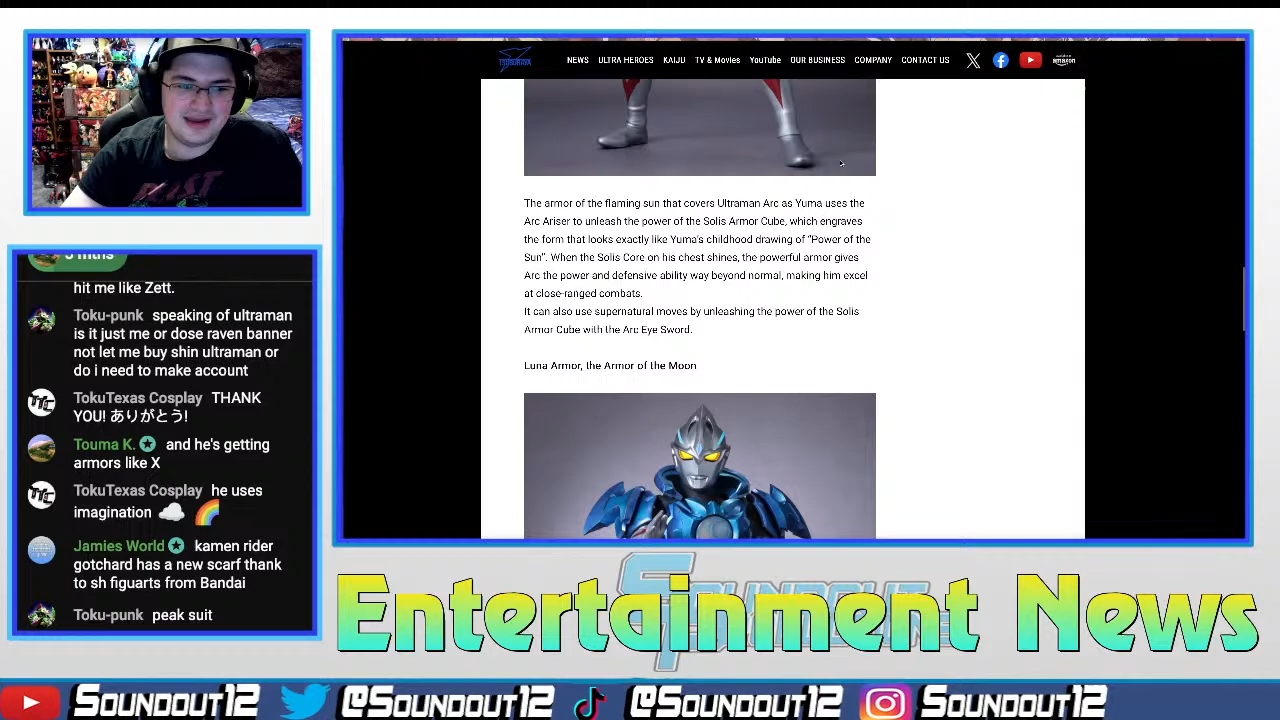 TSUBURAYA
NEWS
ULTRA HEROES
KAIJU
TV & Movies
YouTube
OUR BUSINESS
COMPANY
CONTACT US
amazon
The armor of the flaming sun that covers Ultraman Arc as Yuma uses the
Arc Ariser to unleash the power of the Solis Armor Cube, which engraves
the form that looks exactly like Yuma's childhood drawing of “Power of the
Sun”. When the Solis Core on his chest shines, the powerful armor gives
Arc the power and defensive ability way beyond normal, making him excel
at close-ranged combats.
It can also use supernatural moves by unleashing the power of the Solis
Armor Cube with the Arc Eye Sword.
Luna Armor, the Armor of the Moon
hit me like Zett.
Toku-punk speaking of ultraman
is it just me or dose raven banner
not let me buy shin ultraman or
do i need to make account
TokuTexas Cosplay THANK
YOU! ありがとう!
Touma K. and he's getting
armors like X
TokuTexas Cosplay he uses
imagination
Jamies World kamen rider
gotchard has a new scarf thank
to sh figuarts from Bandai
Toku-punk peak suit
Entertainment News
Soundout12
@Soundout12
@Soundout12
Soundout12